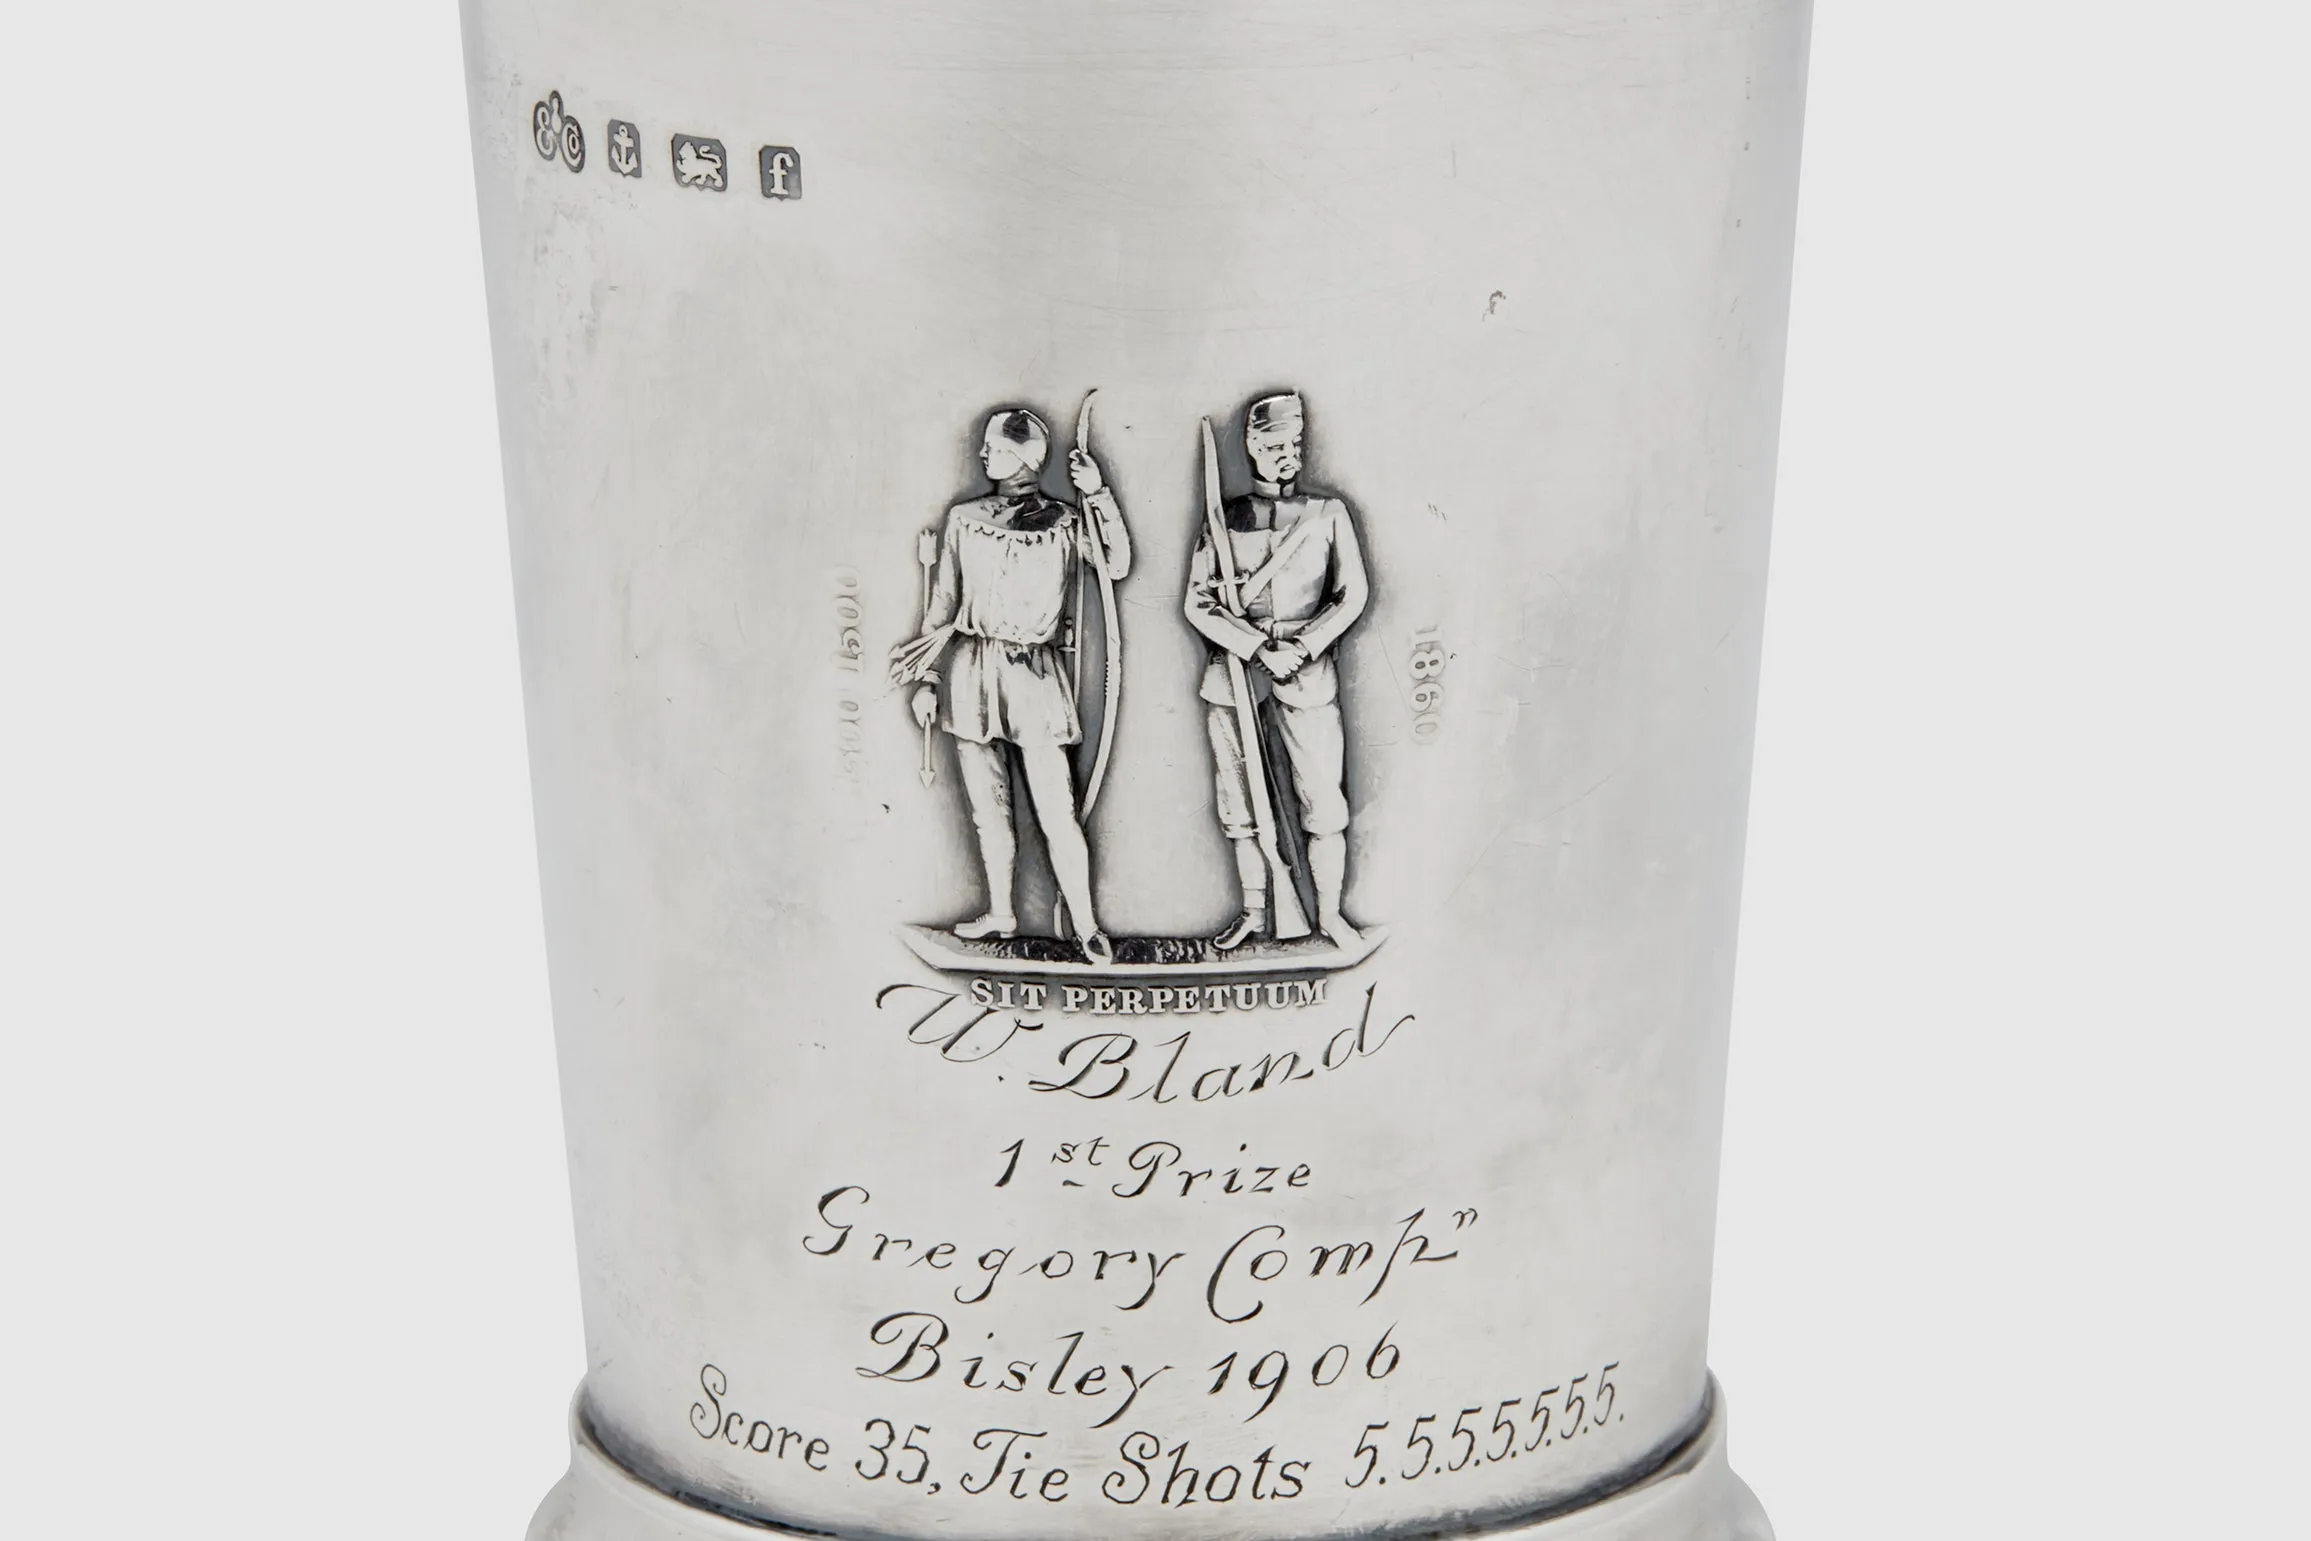 f
1860
SIT PERPETUUM
W. Bland
1st Prize
Gregory Compn
Bisley 1906
Score 35, Tie Shots 5.5.5.5.5.5.5.